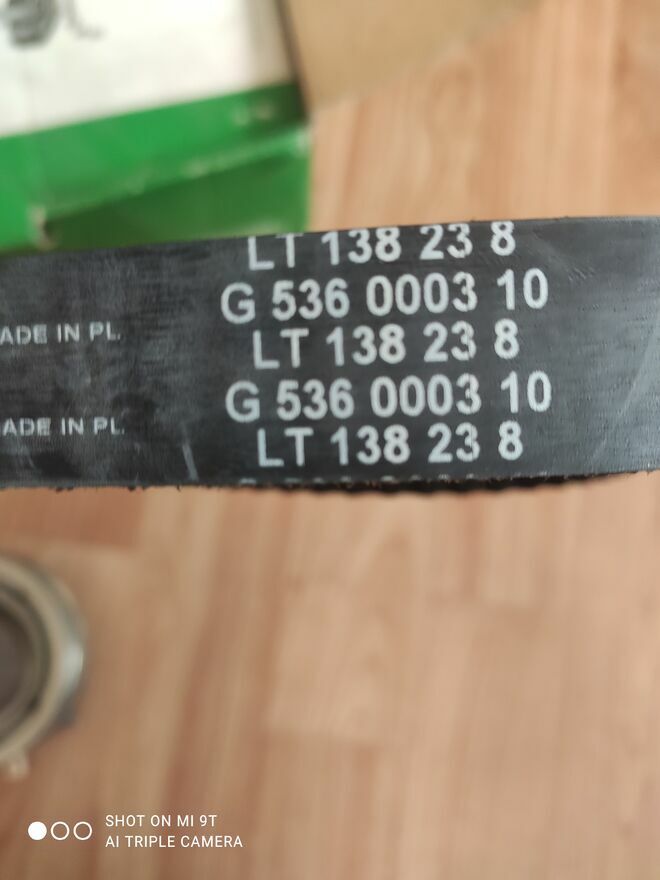 LT 138 23 8
G 536 0003 10
ADE IN PL.
LT 138 23 8
G 536 0003 10
ADE IN PL.
LT 138 23 8
SHOT ON MI 9T
AI TRIPLE CAMERA